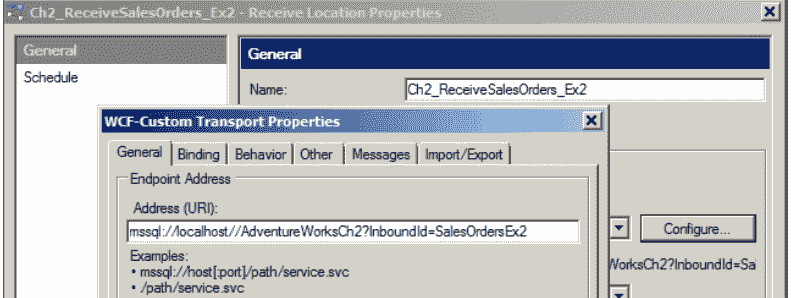 Ch2_ReceiveSalesOrders_Ex2 - Receive Location Properties
General
Schedule
General
Name:
Ch2_ReceiveSalesOrders_Ex2
WCF-Custom Transport Properties
General Binding Behavior Other Messages Import/Export
Endpoint Address
Address (URI):
mssql://localhost//AdventureWorksCh2?InboundId=SalesOrdersEx2
Configure...
Examples:
• mssql://host[:port]/path/service.svc
WorksCh2?InboundId=Sa
• /path/service.svc